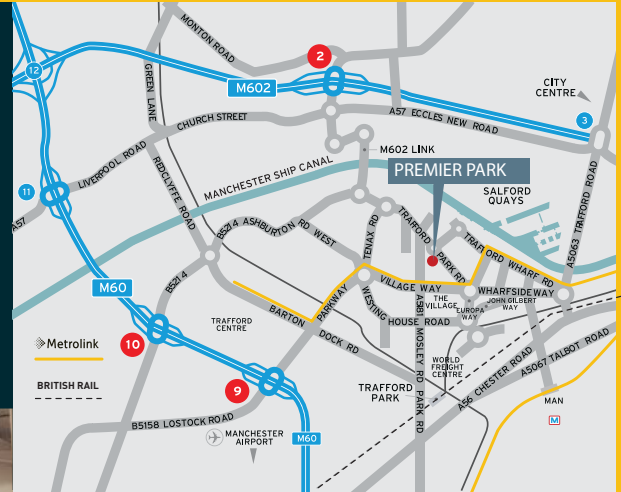 MONTON ROAD
2
12
M602
CITY
CENTRE
GREEN LANE
CHURCH STREET
A57 ECCLES NEW ROAD
3
M602 LINK
LIVERPOOL ROAD
REDCLYFFE ROAD
MANCHESTER SHIP CANAL
PREMIER PARK
SALFORD
QUAYS
11
A57
B5214 ASHBURTON RD WEST
TENAX RD
TRAFFORD PARK RD
TRAFFORD WHARF RD
A5063 TRAFFORD ROAD
M60
B5214
VILLAGE WAY
WHARFSIDE WAY
THE
VILLAGE
EUROPA
WAY
JOHN GILBERT
WAY
PARKWAY
WESTING
HOUSE ROAD
TRAFFORD
CENTRE
BARTON
DOCK RD
A5081 MOSLEY RD PARK RD
Metrolink
10
WORLD
FREIGHT
CENTRE
A5067 TALBOT ROAD
A56 CHESTER ROAD
BRITISH RAIL
9
TRAFFORD
PARK
MAN
M
B5158 LOSTOCK ROAD
MANCHESTER
AIRPORT
M60